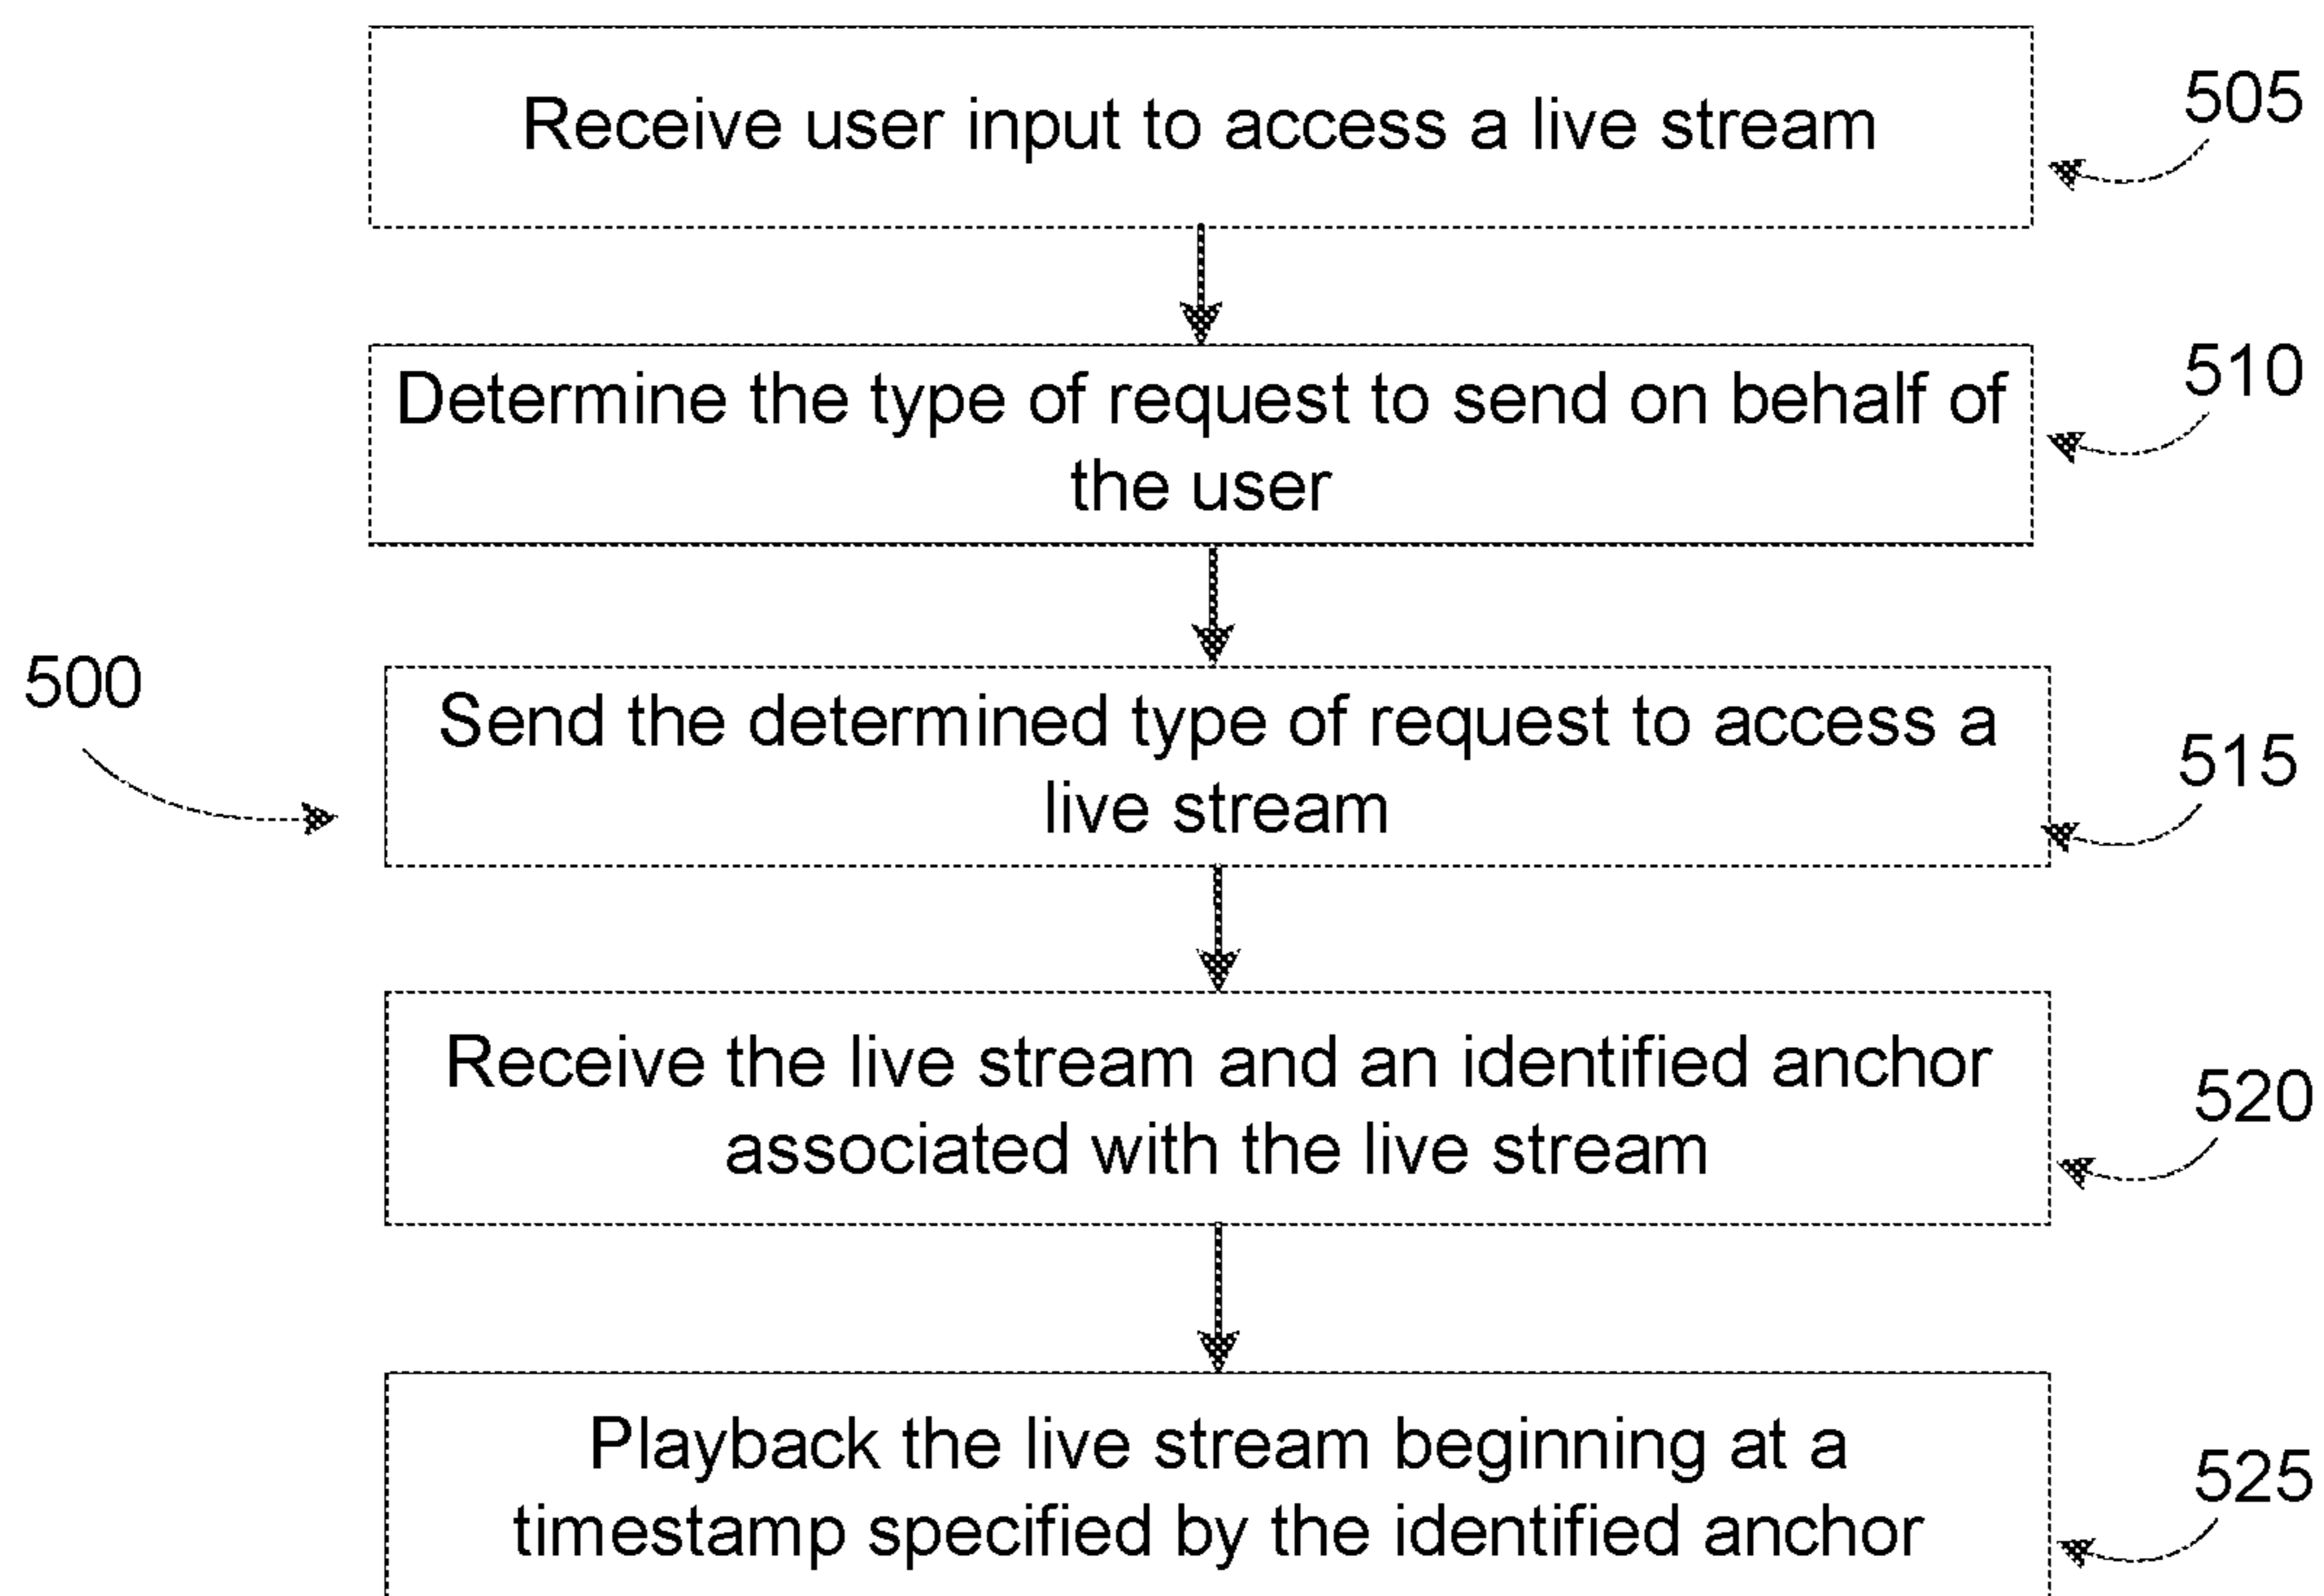 Receive user input to access a live stream
505
Determine the type of request to send on behalf of
the user
510
500
Send the determined type of request to access a
live stream
515
Receive the live stream and an identified anchor
associated with the live stream
520
Playback the live stream beginning at a
timestamp specified by the identified anchor
525